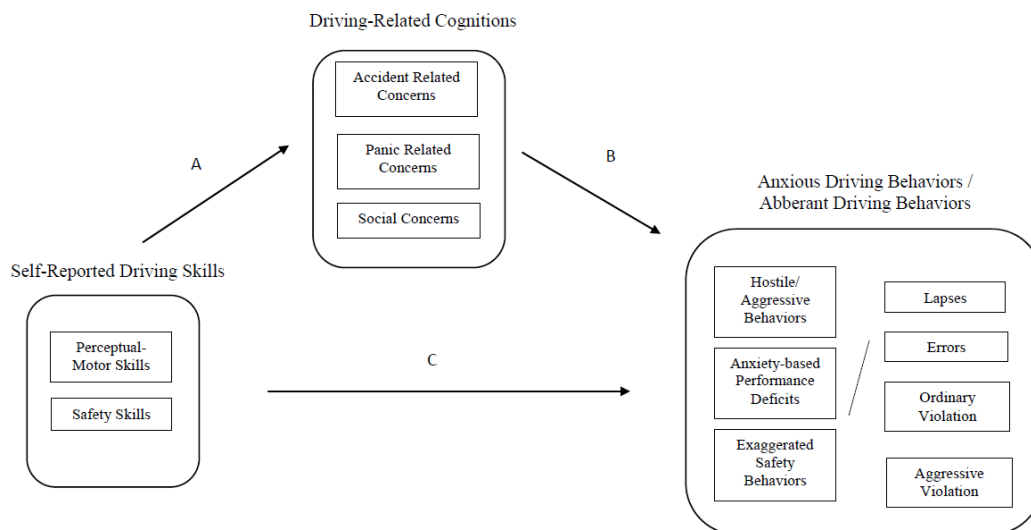 Driving-Related Cognitions
Accident Related
Concerns
Panic Related
Concerns
Social Concerns
A
B
Anxious Driving Behaviors /
Abberant Driving Behaviors
Self-Reported Driving Skills
Perceptual-
Motor Skills
Safety Skills
C
Hostile/
Aggressive
Behaviors
Anxiety-based
Performance
Deficits
Exaggerated
Safety
Behaviors
/
Lapses
Errors
Ordinary
Violation
Aggressive
Violation